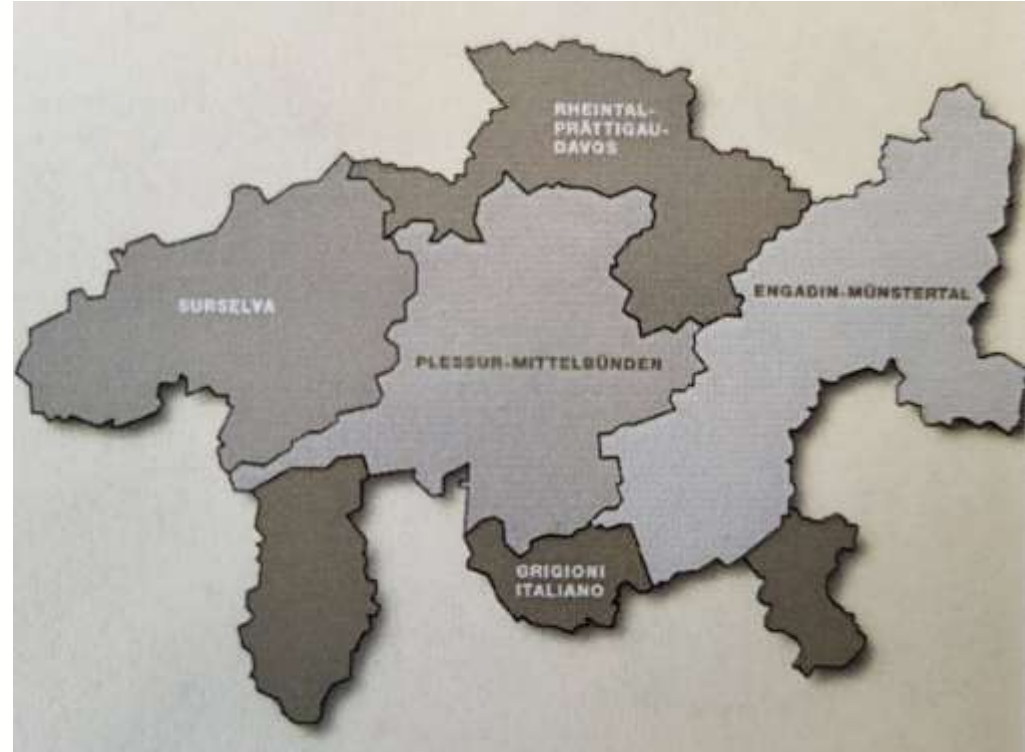 RHEINTAL-
PRÄTTIGAU-
DAVOS
SURSELVA
ENGADIN-MÜNSTERTAL
PLESSUR-MITTELBÜNDEN
GRIGIONI
ITALIANO